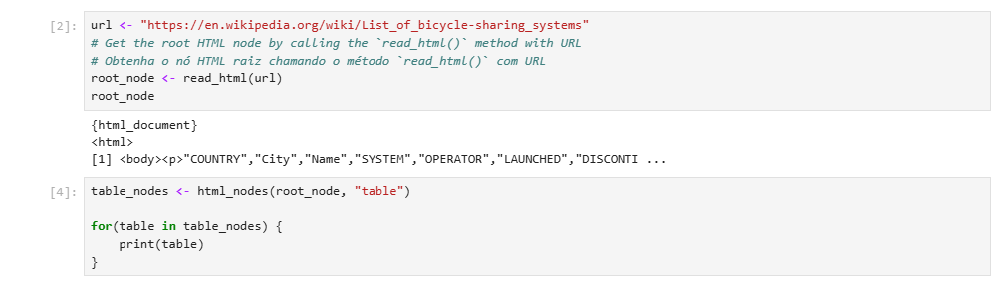 [2]: url <- "https://en.wikipedia.org/wiki/List_of_bicycle-sharing_systems"
# Get the root HTML node by calling the `read_html()` method with URL
# Obtenha o nó HTML raiz chamando o método `read_html()` com URL
root_node <- read_html(url)
root_node
{html_document}
<html>
[1] <body><p>"COUNTRY","City","Name","SYSTEM","OPERATOR","LAUNCHED","DISCONTI ...
[4]: table_nodes <- html_nodes(root_node, "table")
for(table in table_nodes) {
    print(table)
}